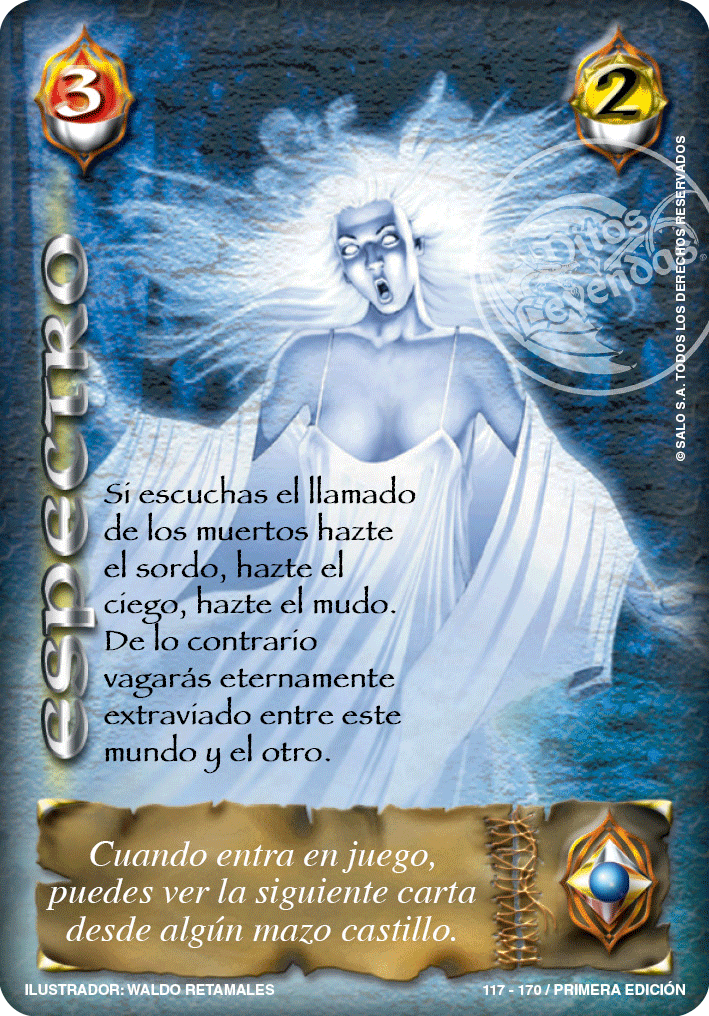 3
2
Mitos y
Leyendas
© SALO S.A. TODOS LOS DERECHOS RESERVADOS
espectro
Si escuchas el llamado
de los muertos hazte
el sordo, hazte el
ciego, hazte el mudo.
De lo contrario
vagarás eternamente
extraviado entre este
mundo y el otro.
Cuando entra en juego,
puedes ver la siguiente carta
desde algún mazo castillo.
ILUSTRADOR: WALDO RETAMALES
117 - 170 / PRIMERA EDICIÓN